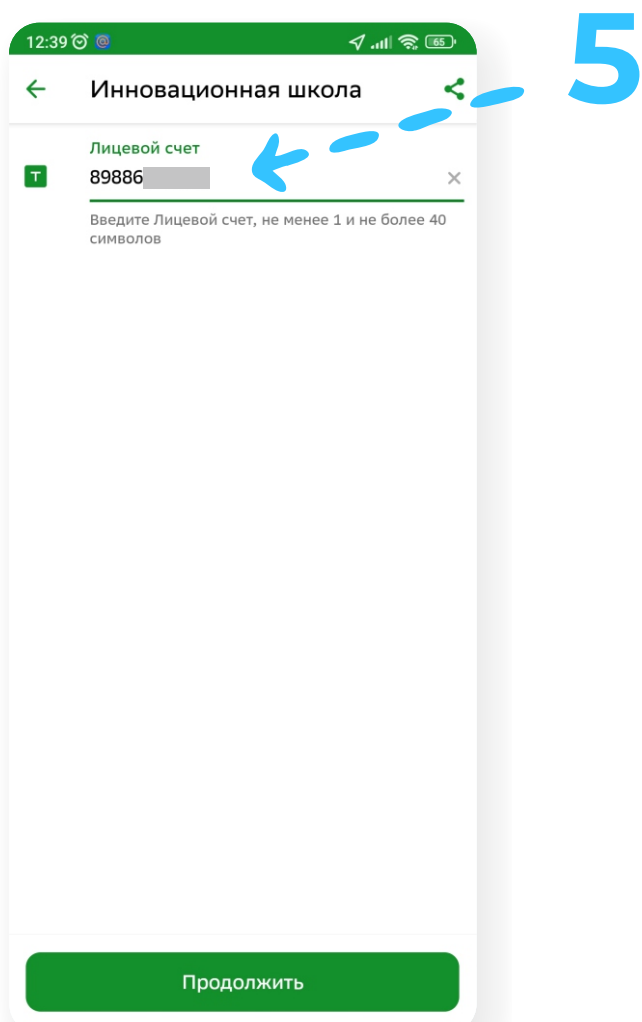 5
12:39 65
Инновационная школа
Лицевой счет
T 89886
Введите Лицевой счет, не менее 1 и не более 40
символов
Продолжить